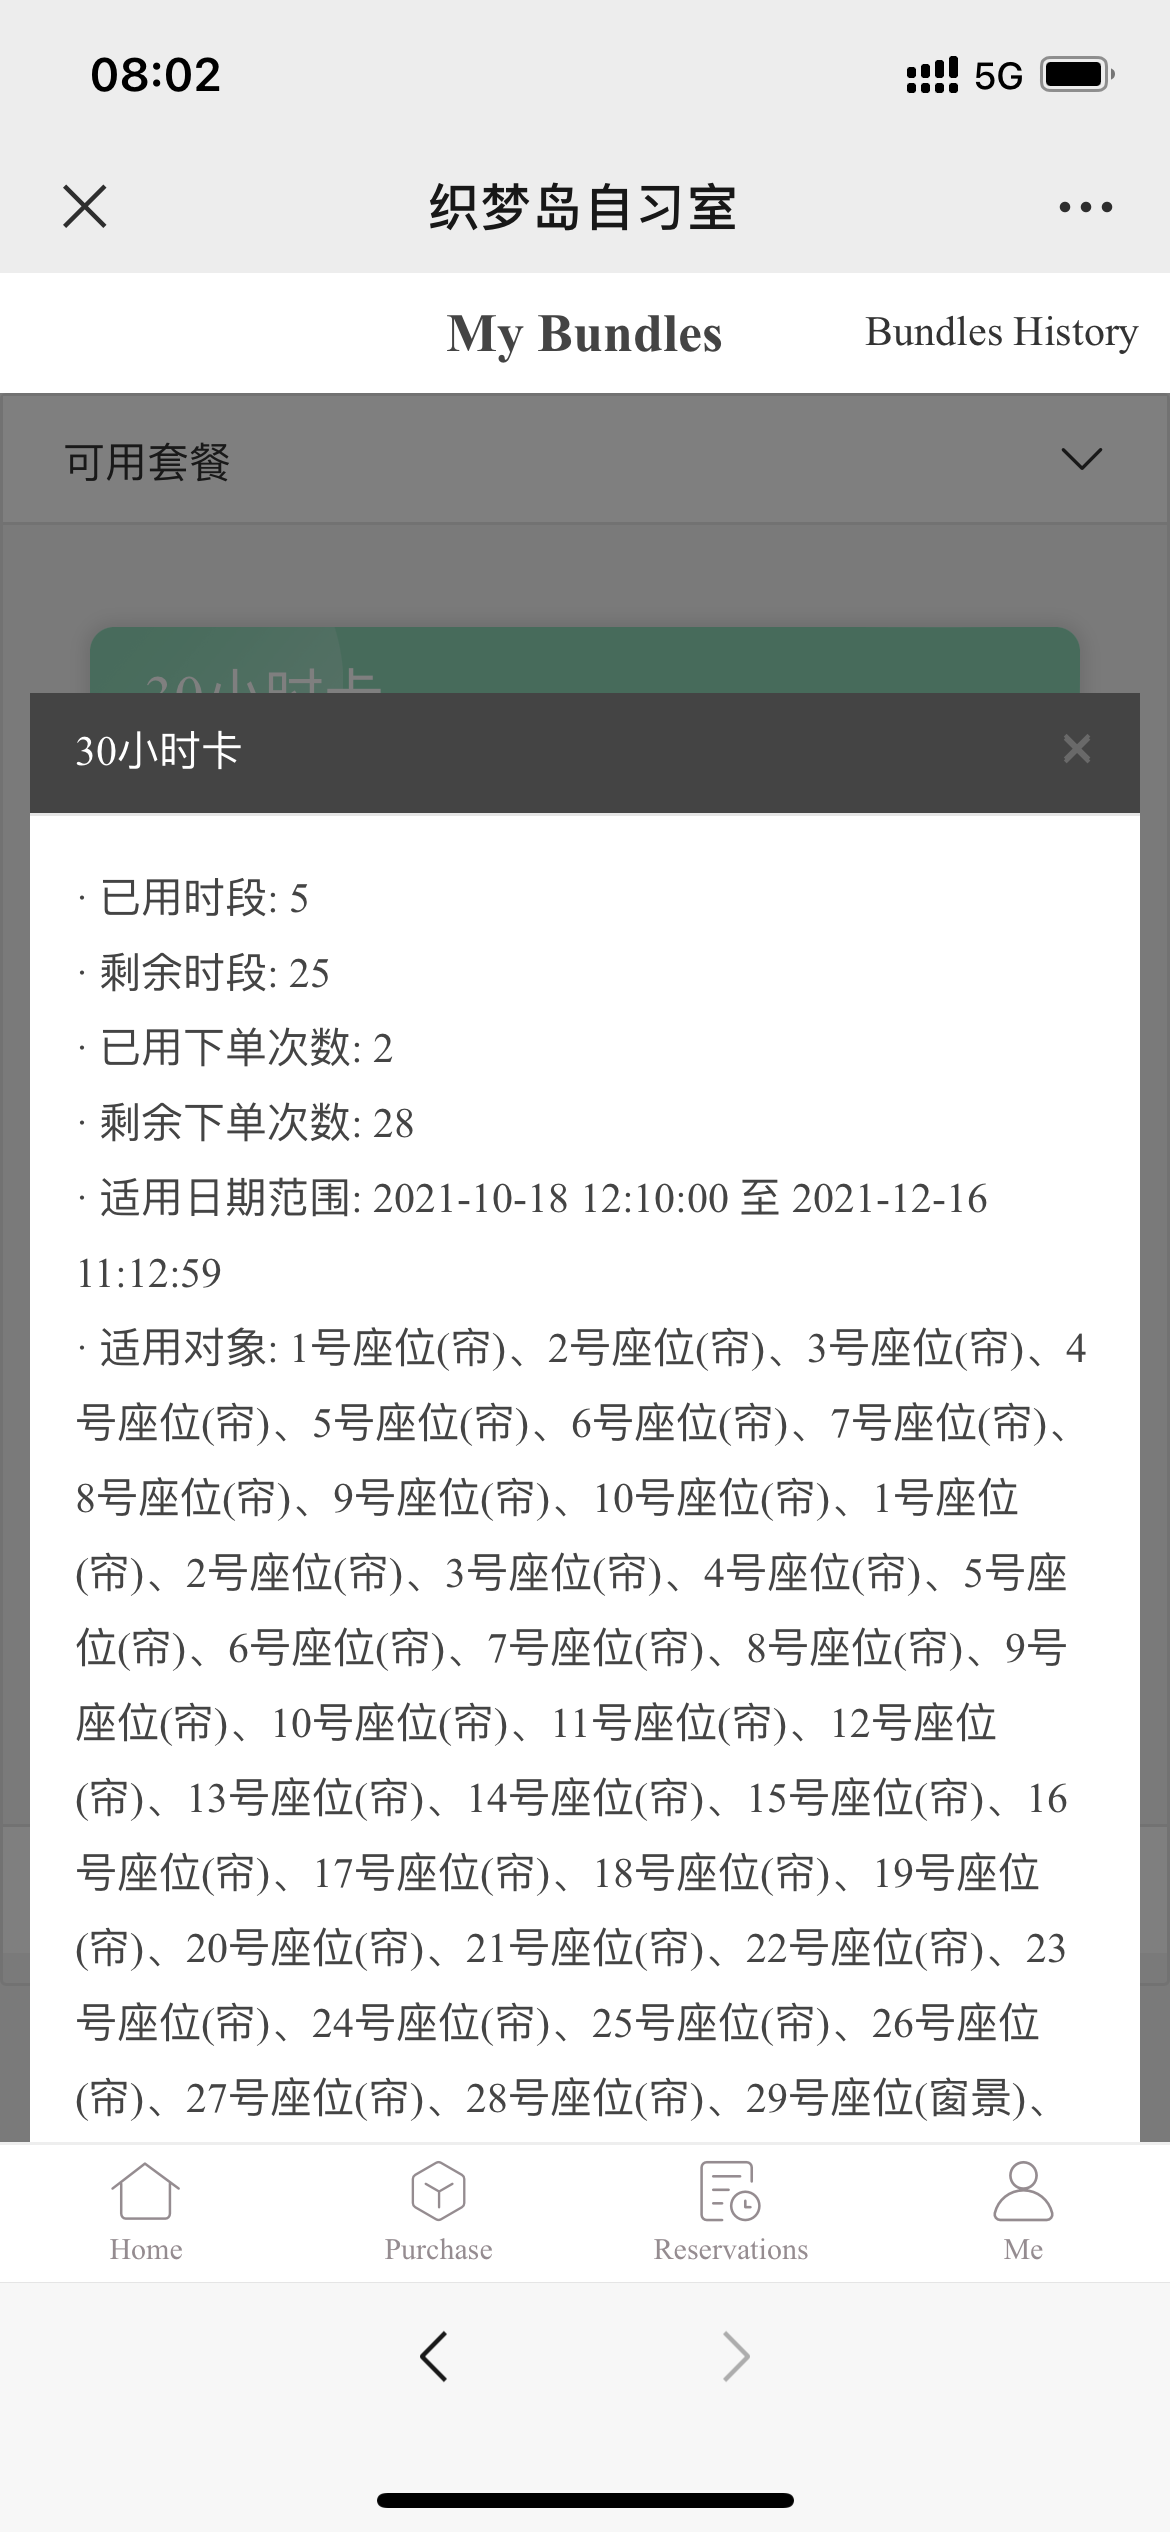 08:02
5G
织梦岛自习室
My Bundles
Bundles History
可用套餐
30小时卡
30小时卡
· 已用时段: 5
· 剩余时段: 25
· 已用下单次数: 2
· 剩余下单次数: 28
· 适用日期范围: 2021-10-18 12:10:00 至 2021-12-16
11:12:59
· 适用对象: 1号座位(帘)、2号座位(帘)、3号座位(帘)、4
号座位(帘)、5号座位(帘)、6号座位(帘)、7号座位(帘)、
8号座位(帘)、9号座位(帘)、10号座位(帘)、1号座位
(帘)、2号座位(帘)、3号座位(帘)、4号座位(帘)、5号座
位(帘)、6号座位(帘)、7号座位(帘)、8号座位(帘)、9号
座位(帘)、10号座位(帘)、11号座位(帘)、12号座位
(帘)、13号座位(帘)、14号座位(帘)、15号座位(帘)、16
号座位(帘)、17号座位(帘)、18号座位(帘)、19号座位
(帘)、20号座位(帘)、21号座位(帘)、22号座位(帘)、23
号座位(帘)、24号座位(帘)、25号座位(帘)、26号座位
(帘)、27号座位(帘)、28号座位(帘)、29号座位(窗景)、
Home
Purchase
Reservations
Me